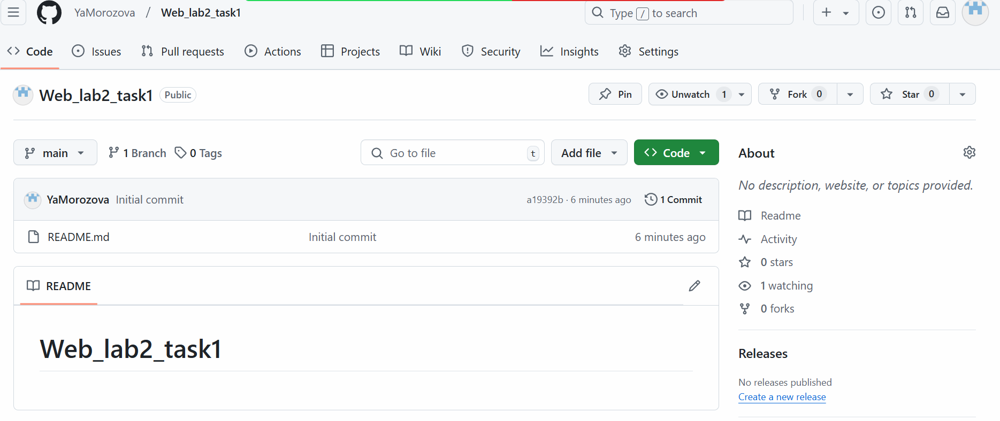 YaMorozova / Web_lab2_task1 Type / to search
Code Issues Pull requests Actions Projects Wiki Security Insights Settings
Web_lab2_task1 Public Pin Unwatch 1 Fork 0 Star 0
main 1 Branch 0 Tags Go to file t Add file Code
YaMorozova Initial commit a19392b · 6 minutes ago 1 Commit
README.md Initial commit 6 minutes ago
README
Web_lab2_task1
About
No description, website, or topics provided.
Readme
Activity
0 stars
1 watching
0 forks
Releases
No releases published
Create a new release